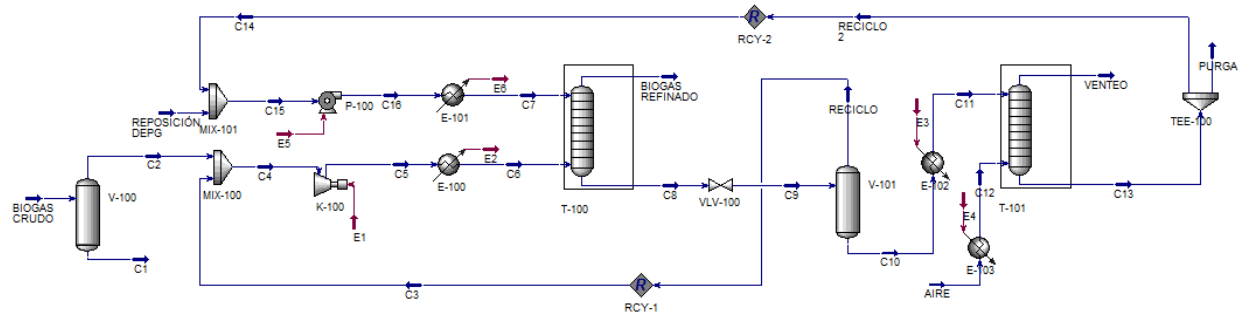 C14
RCY-2
RECICLO
2
PURGA
REPOSICIÓN
DEPG
MIX-101
C15
P-100
C16
E5
E-101
E6
C7
BIOGAS
REFINADO
RECICLO
E3
C11
VENTEO
TEE-100
C2
MIX-100
C4
K-100
C5
E-100
E2
C6
T-100
C8
VLV-100
C9
V-101
E-102
C12
T-101
C13
BIOGAS
CRUDO
V-100
C1
E1
C10
E4
E-103
AIRE
C3
RCY-1
R
R